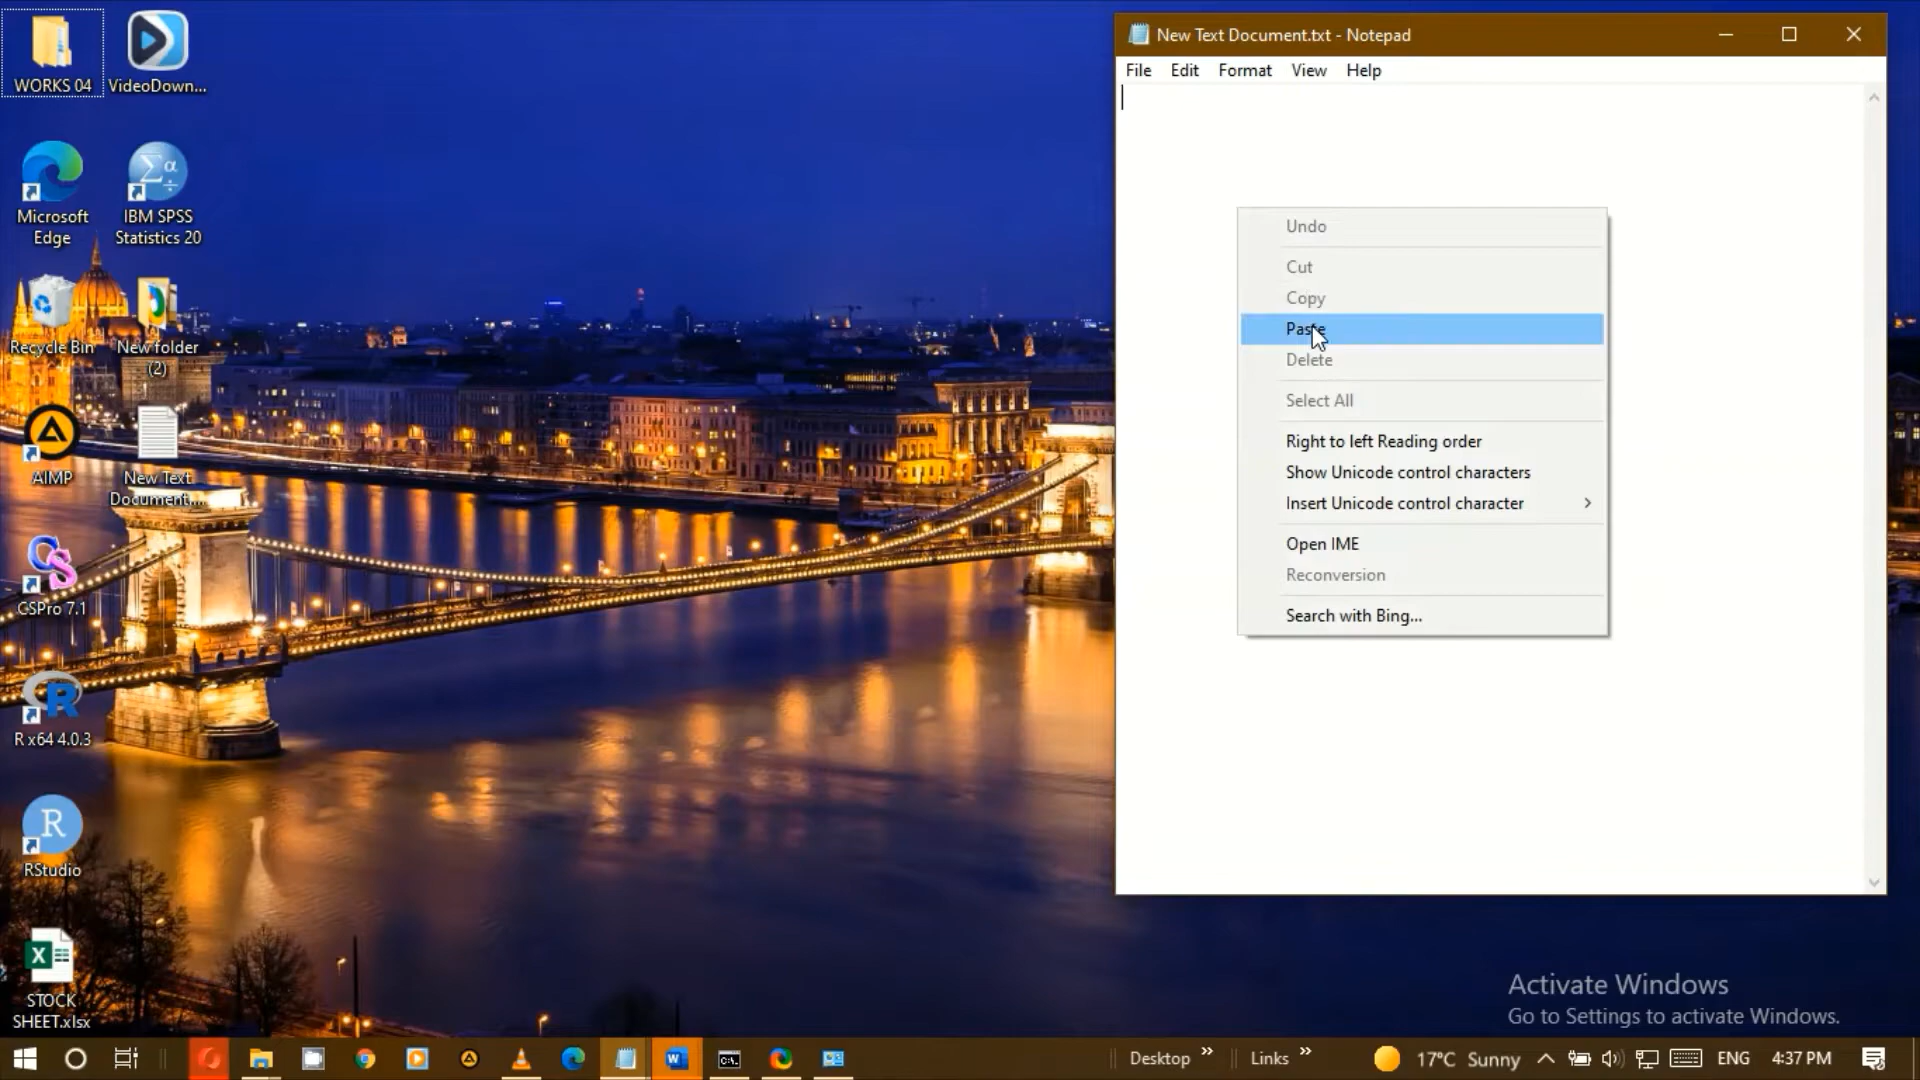 WORKS 04
VideoDown...
Microsoft
Edge
IBM SPSS
Statistics 20
Recycle Bin
New folder
(2)
AIMP
New Text
Document....
CSPro 7.1
R x64 4.0.3
RStudio
STOCK
SHEET.xlsx
New Text Document.txt - Notepad
File Edit Format View Help
Undo
Cut
Copy
Paste
Delete
Select All
Right to left Reading order
Show Unicode control characters
Insert Unicode control character
Open IME
Reconversion
Search with Bing...
Activate Windows
Go to Settings to activate Windows.
Desktop » Links » 17°C Sunny ENG 4:37 PM